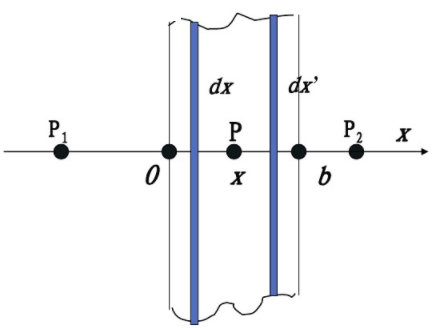 dx dx’
P₁ P P₂ x
0 x b